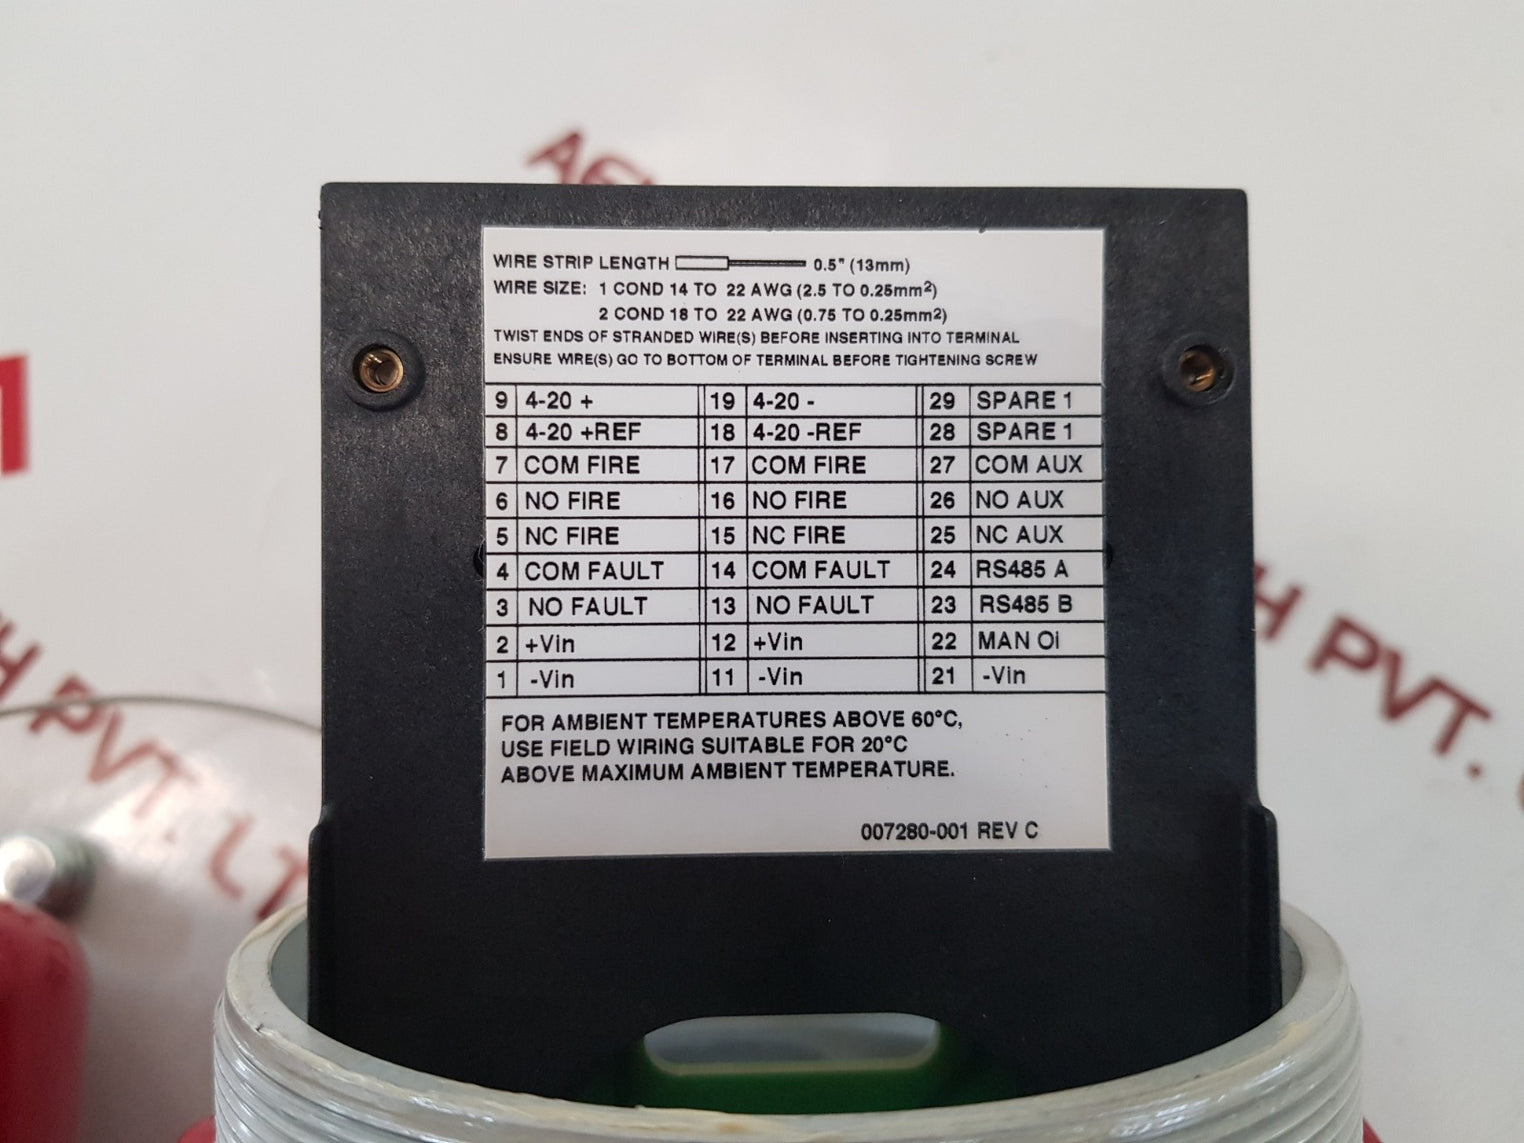 WIRE STRIP LENGTH 0.5" (13mm)
WIRE SIZE: 1 COND 14 TO 22 AWG (2.5 TO 0.25mm²)
2 COND 18 TO 22 AWG (0.75 TO 0.25mm²)
TWIST ENDS OF STRANDED WIRE(S) BEFORE INSERTING INTO TERMINAL
ENSURE WIRE(S) GO TO BOTTOM OF TERMINAL BEFORE TIGHTENING SCREW
9 4-20 + 19 4-20 - 29 SPARE 1
8 4-20 +REF 18 4-20 -REF 28 SPARE 1
7 COM FIRE 17 COM FIRE 27 COM AUX
6 NO FIRE 16 NO FIRE 26 NO AUX
5 NC FIRE 15 NC FIRE 25 NC AUX
4 COM FAULT 14 COM FAULT 24 RS485 A
3 NO FAULT 13 NO FAULT 23 RS485 B
2 +Vin 12 +Vin 22 MAN Oi
1 -Vin 11 -Vin 21 -Vin
FOR AMBIENT TEMPERATURES ABOVE 60°C,
USE FIELD WIRING SUITABLE FOR 20°C
ABOVE MAXIMUM AMBIENT TEMPERATURE.
007280-001 REV C
PVT.
PVT.